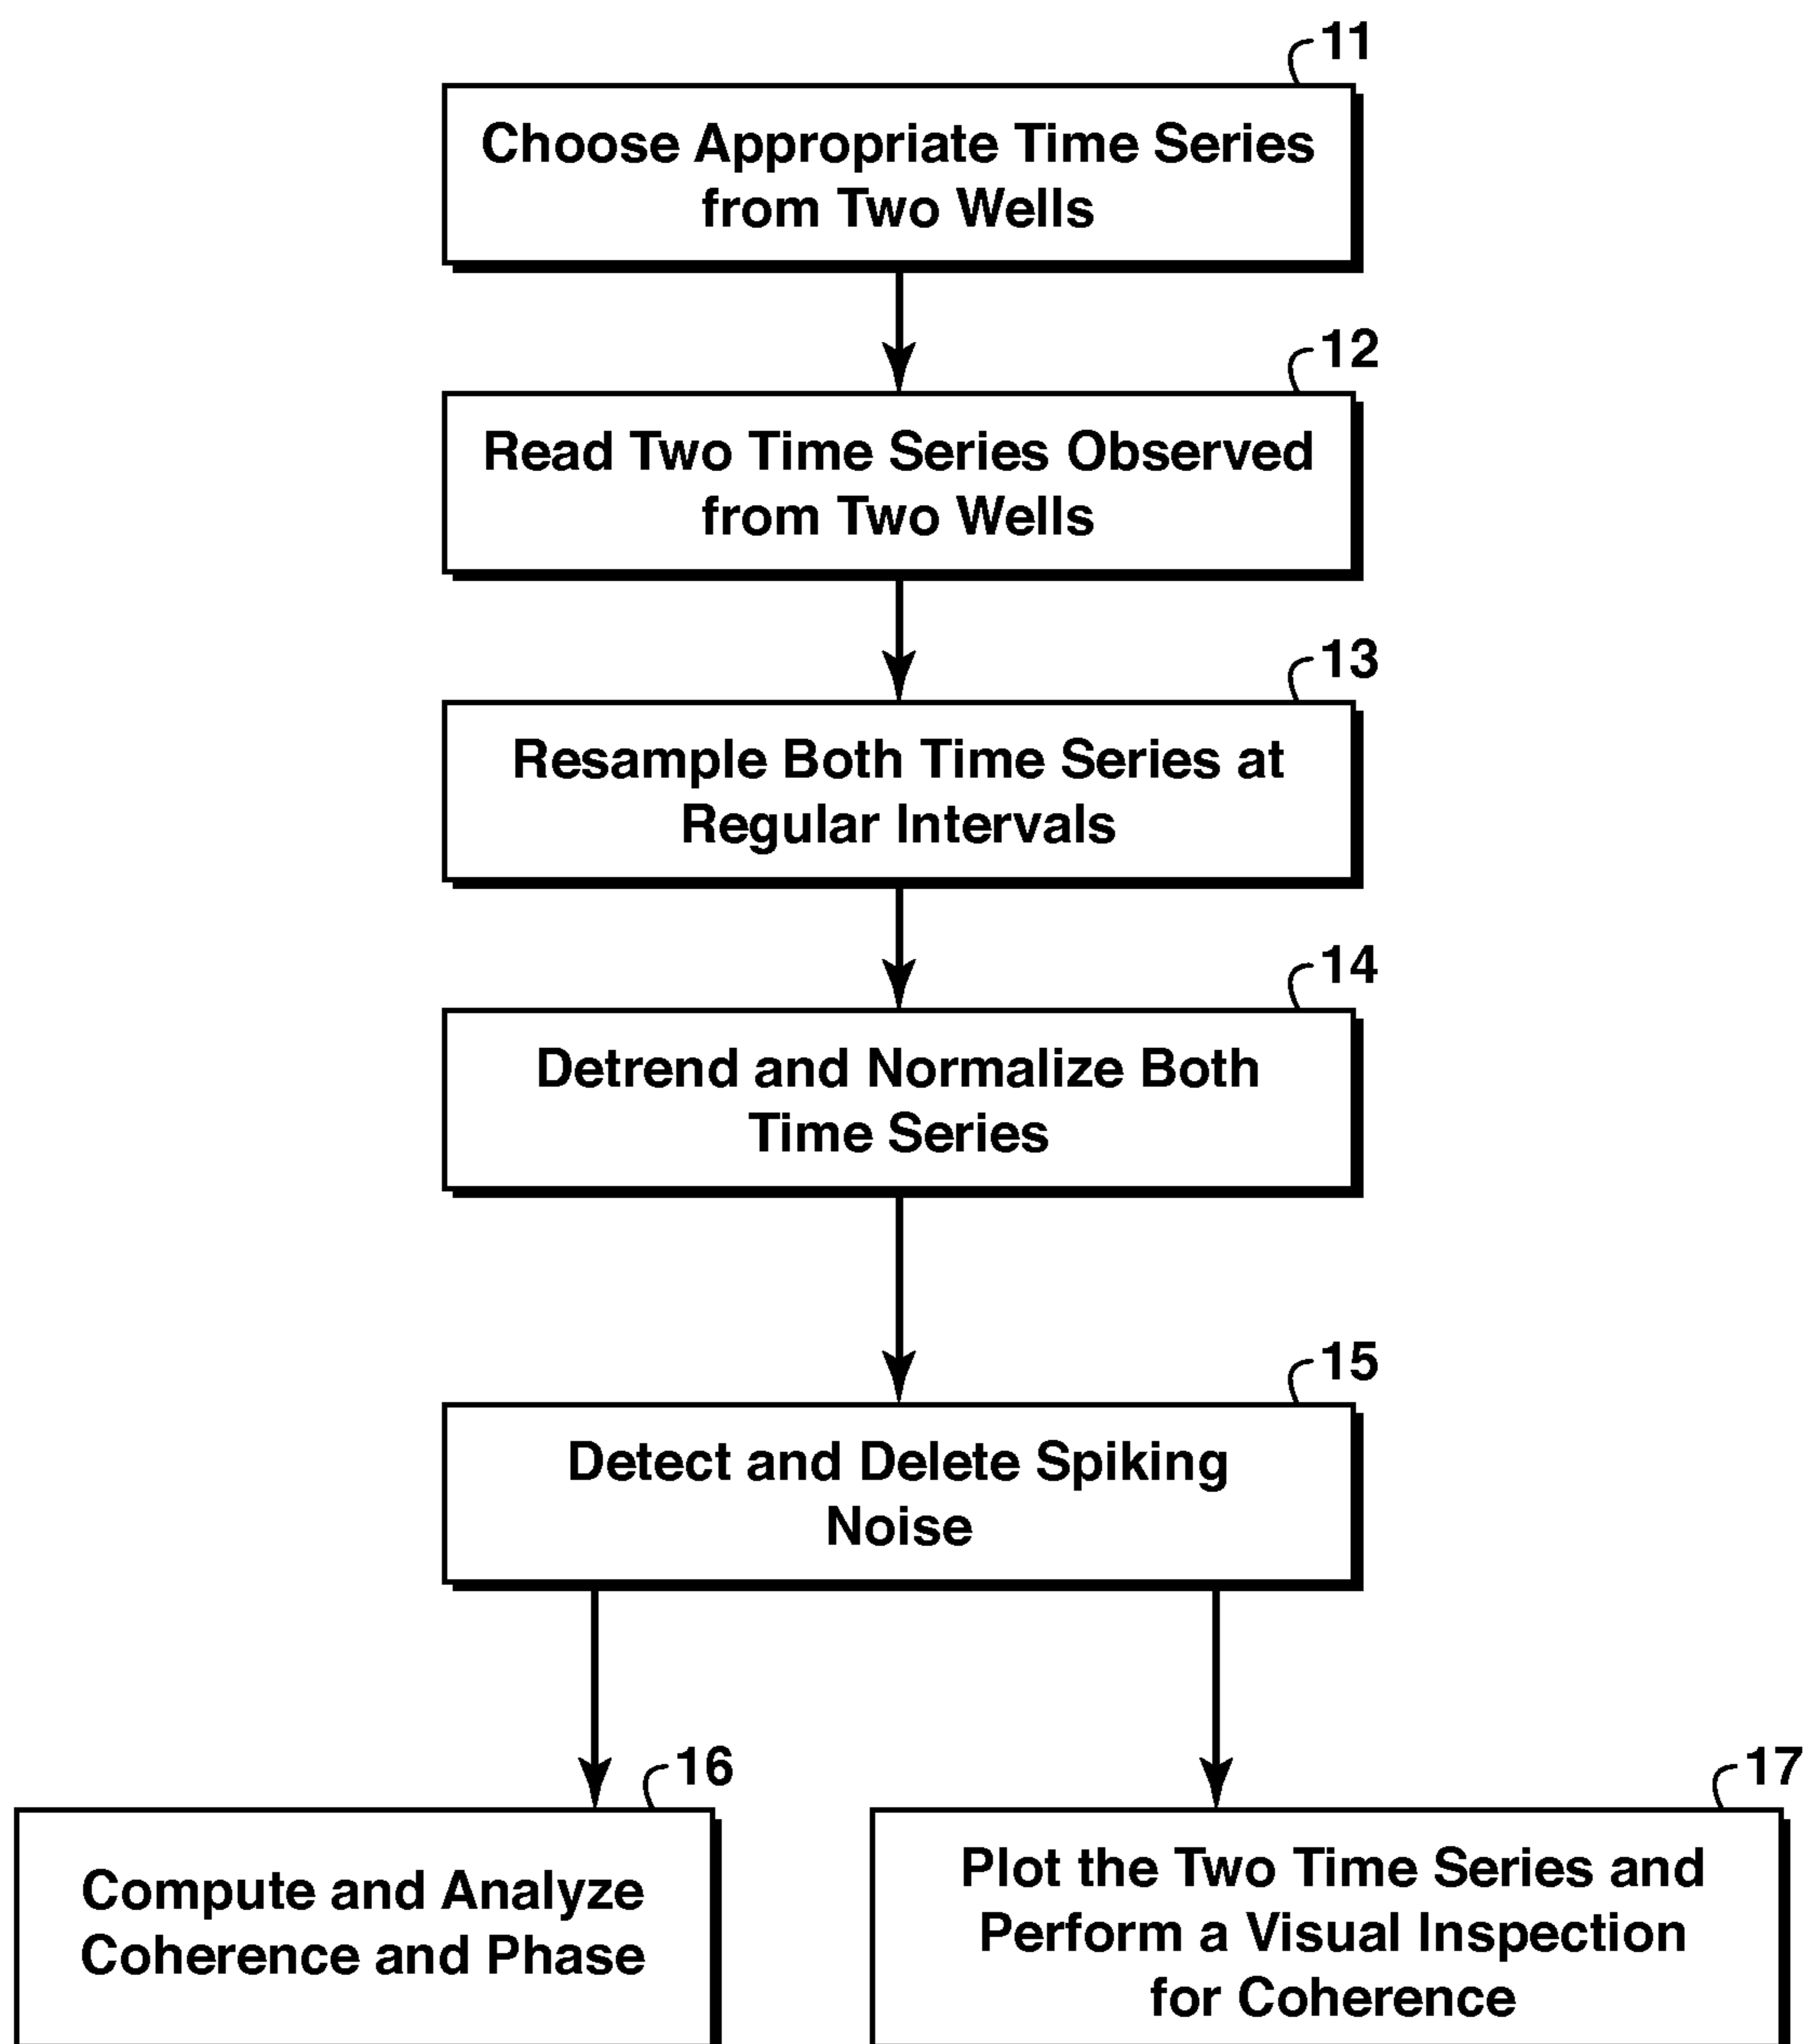 11
Choose Appropriate Time Series
from Two Wells
12
Read Two Time Series Observed
from Two Wells
13
Resample Both Time Series at
Regular Intervals
14
Detrend and Normalize Both
Time Series
15
Detect and Delete Spiking
Noise
16
Compute and Analyze
Coherence and Phase
17
Plot the Two Time Series and
Perform a Visual Inspection
for Coherence